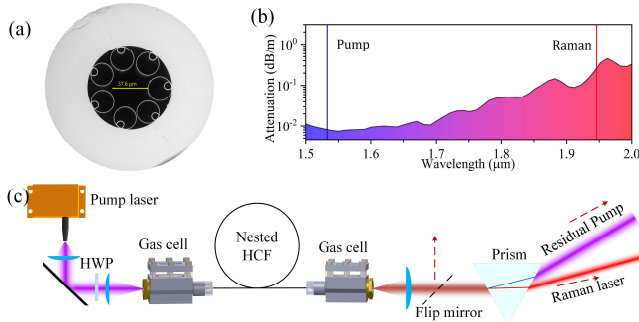 (a)
37.6 μm
(b)
Attenuation (dB/m)
10⁰
10⁻¹
10⁻²
Pump
Raman
1.5 1.6 1.7 1.8 1.9 2.0
Wavelength (μm)
(c)
Pump laser
HWP
Gas cell
Nested
HCF
Gas cell
Flip mirror
Prism
Residual Pump
Raman laser